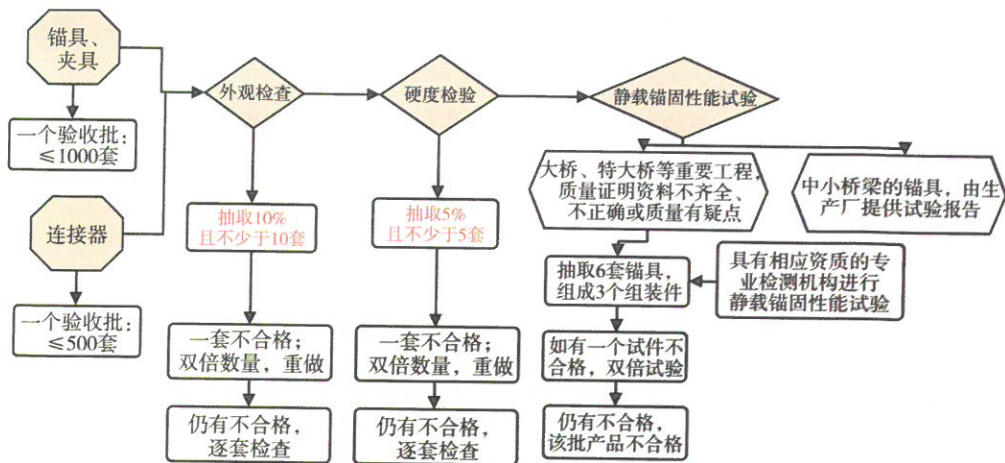 锚具、
夹具
一个验收批：
≤1000套
连接器
一个验收批：
≤500套
外观检查
抽取10%
且不少于10套
一套不合格；
双倍数量，重做
仍有不合格，
逐套检查
硬度检验
抽取5%
且不少于5套
一套不合格；
双倍数量，重做
仍有不合格，
逐套检查
静载锚固性能试验
大桥、特大桥等重要工程，
质量证明资料不齐全、
不正确或质量有疑点
抽取6套锚具，
组成3个组装件
如有一个试件不
合格，双倍试验
仍有不合格，
该批产品不合格
中小桥梁的锚具，由生
产厂提供试验报告
具有相应资质的专
业检测机构进行
静载锚固性能试验